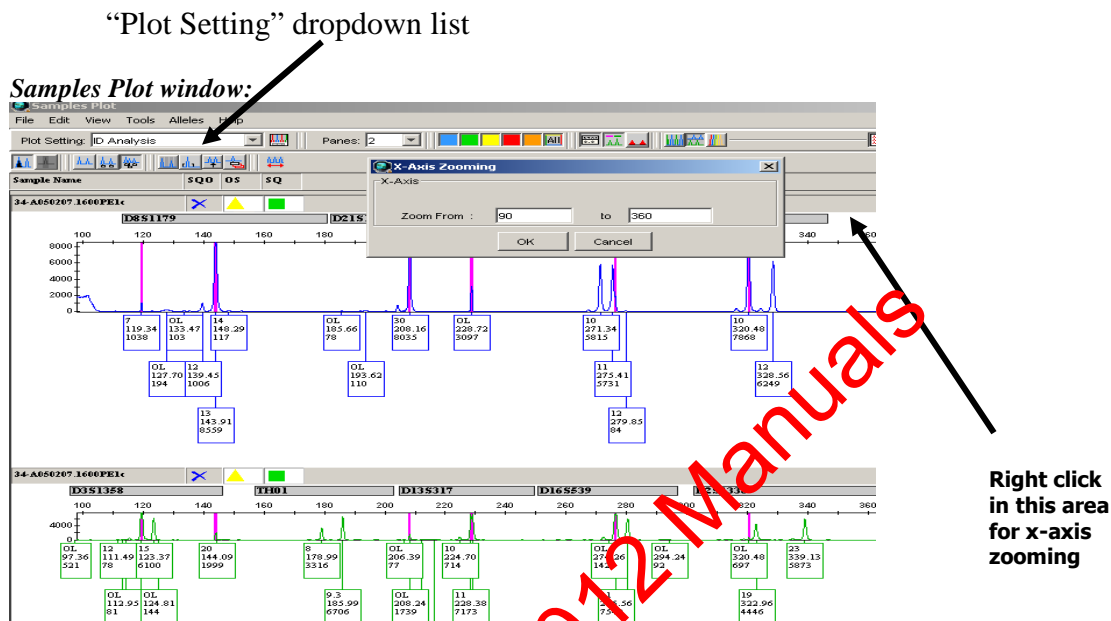 “Plot Setting” dropdown list
Samples Plot window:
Samples Plot
File Edit View Tools Alleles Help
Plot Setting: ID Analysis Panes: 2 All
X-Axis Zooming
X-Axis
Zoom From : 90 to 360
OK Cancel
Sample Name SQO OS SQ
34-A050207.1600PE1c
D8S1179 D21S
100 120 140 160 180 340
8000
6000
4000
2000
0
7 OL 14 OL 30 OL 10 10
119.34 133.47 148.29 185.66 208.16 228.72 271.34 320.48
1038 103 117 78 8035 3097 5815 7868
OL 12 OL 11 12
127.70 139.45 193.62 275.41 328.56
194 1006 110 5731 6249
13 12
143.91 279.85
8559 84
34-A050207.1600PE1c
D3S1358 TH01 D13S317 D16S539
100 120 140 160 180 200 220 240 260 280 320 340 360
4000
0
OL 12 15 20 8 OL 10 OL OL 23
97.36 111.49 123.37 144.09 178.99 206.39 224.70 294.24 320.48 339.13
521 78 6100 1999 3316 77 714 92 697 5873
OL OL 9.3 OL 11 19
112.95 124.81 185.99 208.24 228.38 322.96
81 144 6706 1739 7173 4446
Right click
in this area
for x-axis
zooming
2012 Manuals